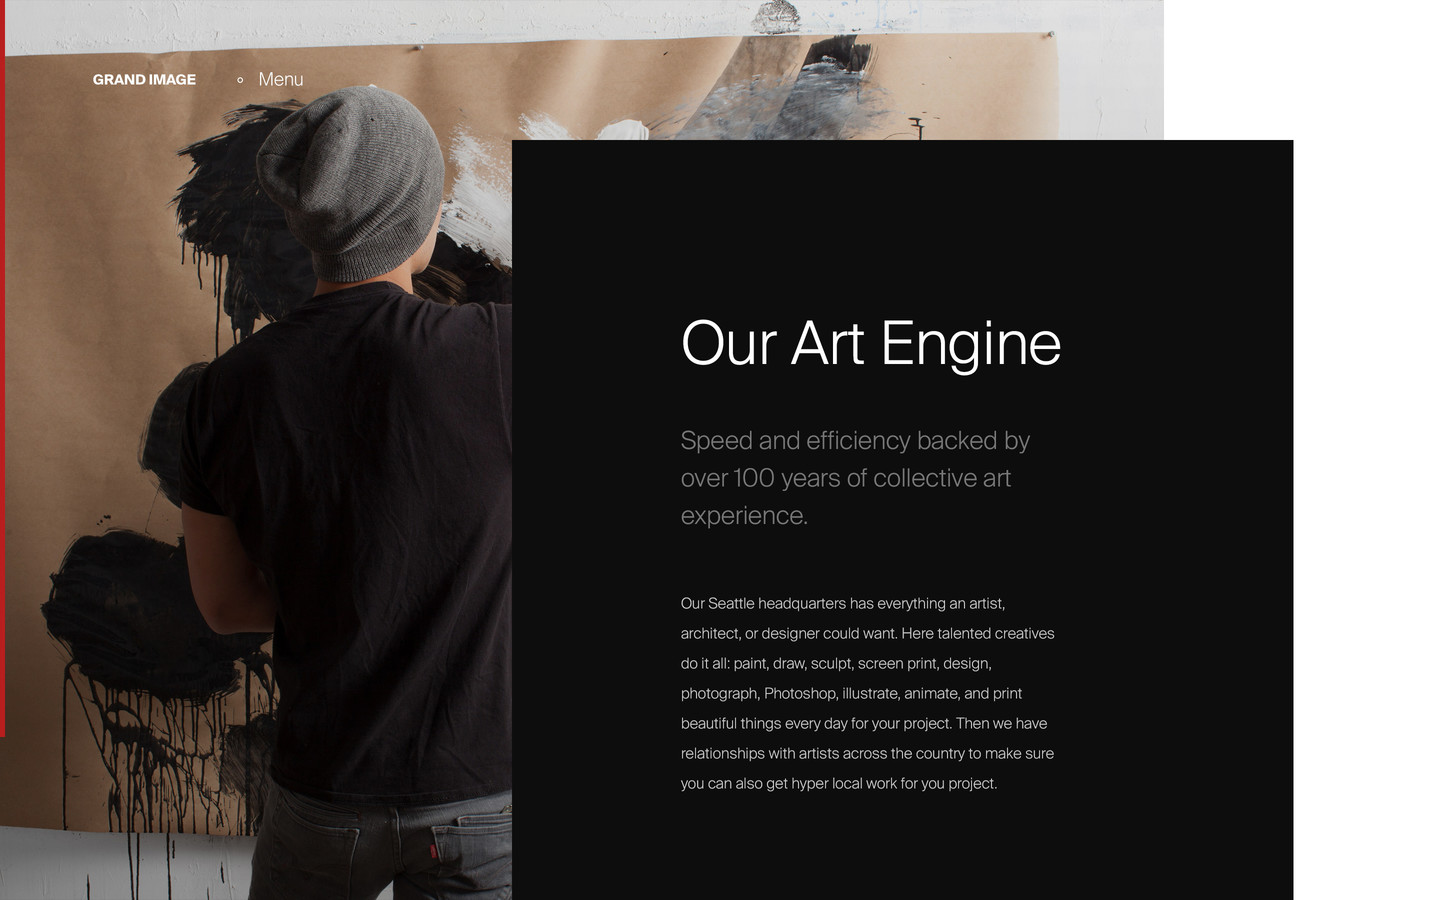 GRAND IMAGE
Menu
Our Art Engine
Speed and efficiency backed by
over 100 years of collective art
experience.
Our Seattle headquarters has everything an artist,
architect, or designer could want. Here talented creatives
do it all: paint, draw, sculpt, screen print, design,
photograph, Photoshop, illustrate, animate, and print
beautiful things every day for your project. Then we have
relationships with artists across the country to make sure
you can also get hyper local work for you project.